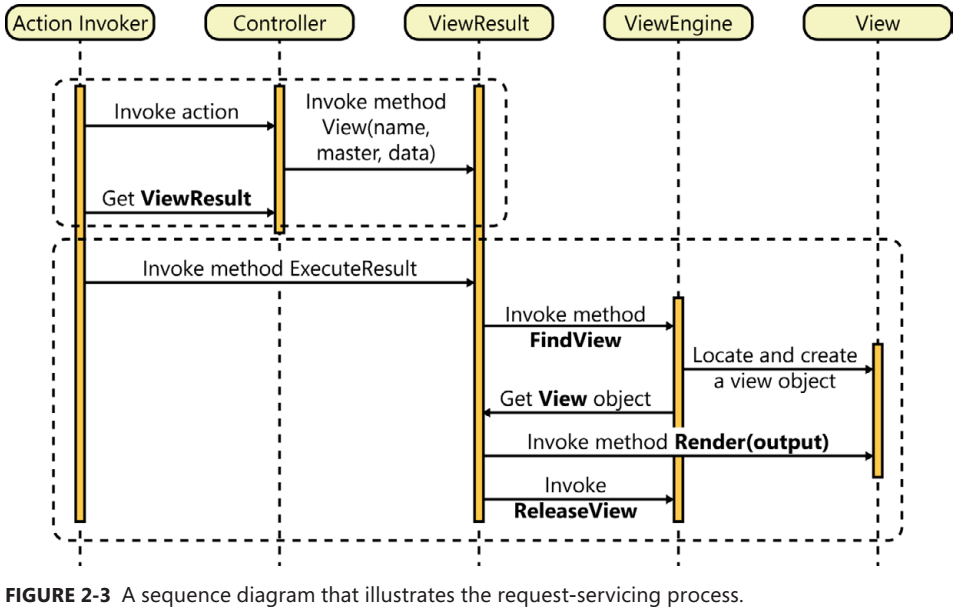 Action Invoker
Controller
ViewResult
ViewEngine
View
Invoke action
Invoke method
View(name,
master, data)
Get ViewResult
Invoke method ExecuteResult
Invoke method
FindView
Locate and create
a view object
Get View object
Invoke method Render(output)
Invoke
ReleaseView
FIGURE 2-3 A sequence diagram that illustrates the request-servicing process.